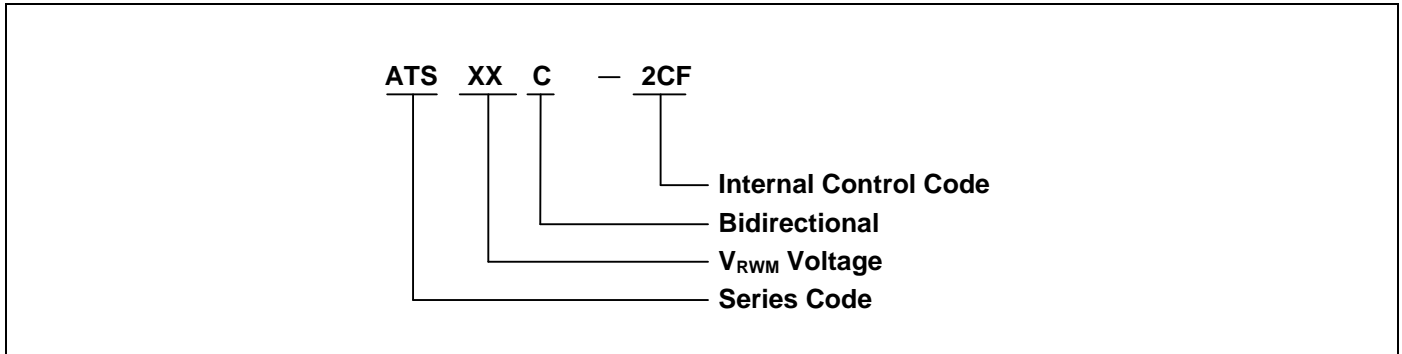 ATS XX C — 2CF
Internal Control Code
Bidirectional
VRWM Voltage
Series Code